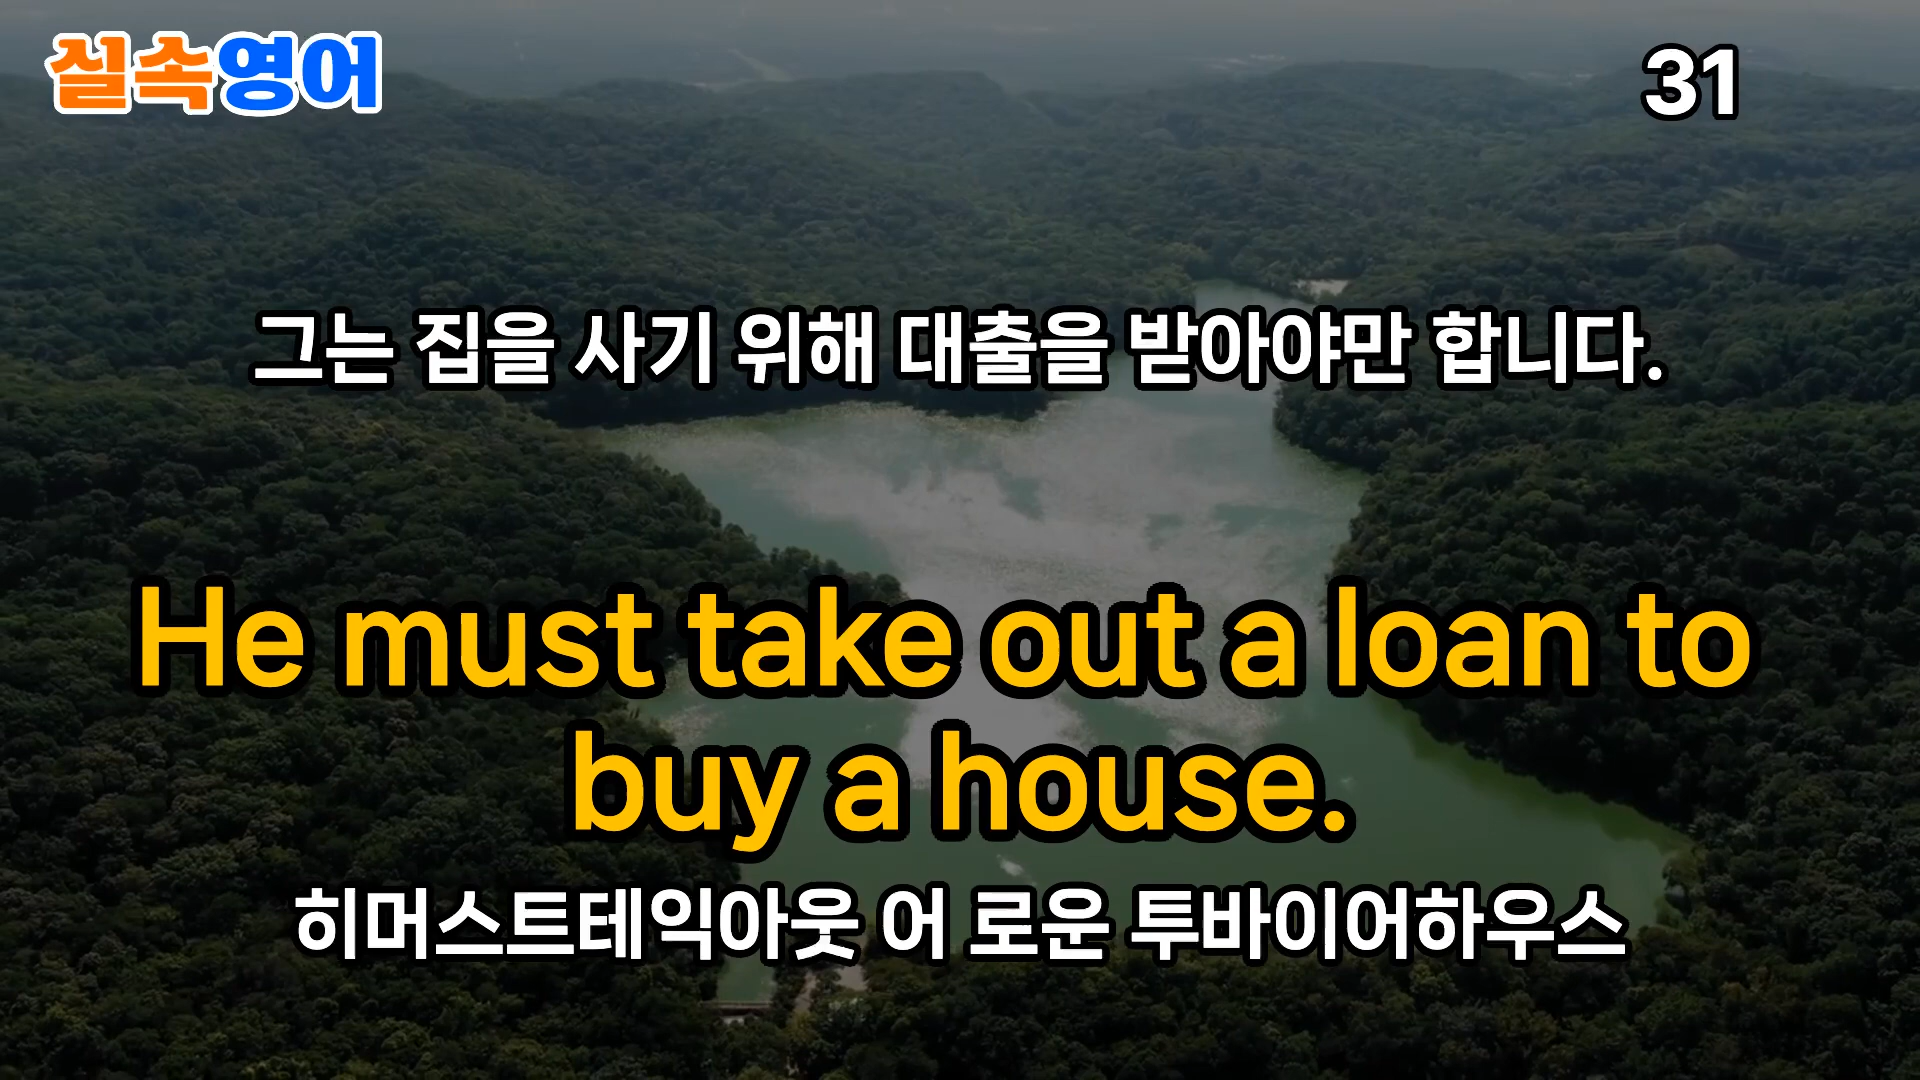 실속영어
31
그는 집을 사기 위해 대출을 받아야만 합니다.
He must take out a loan to
buy a house.
히머스트테익아웃 어 로운 투바이어하우스